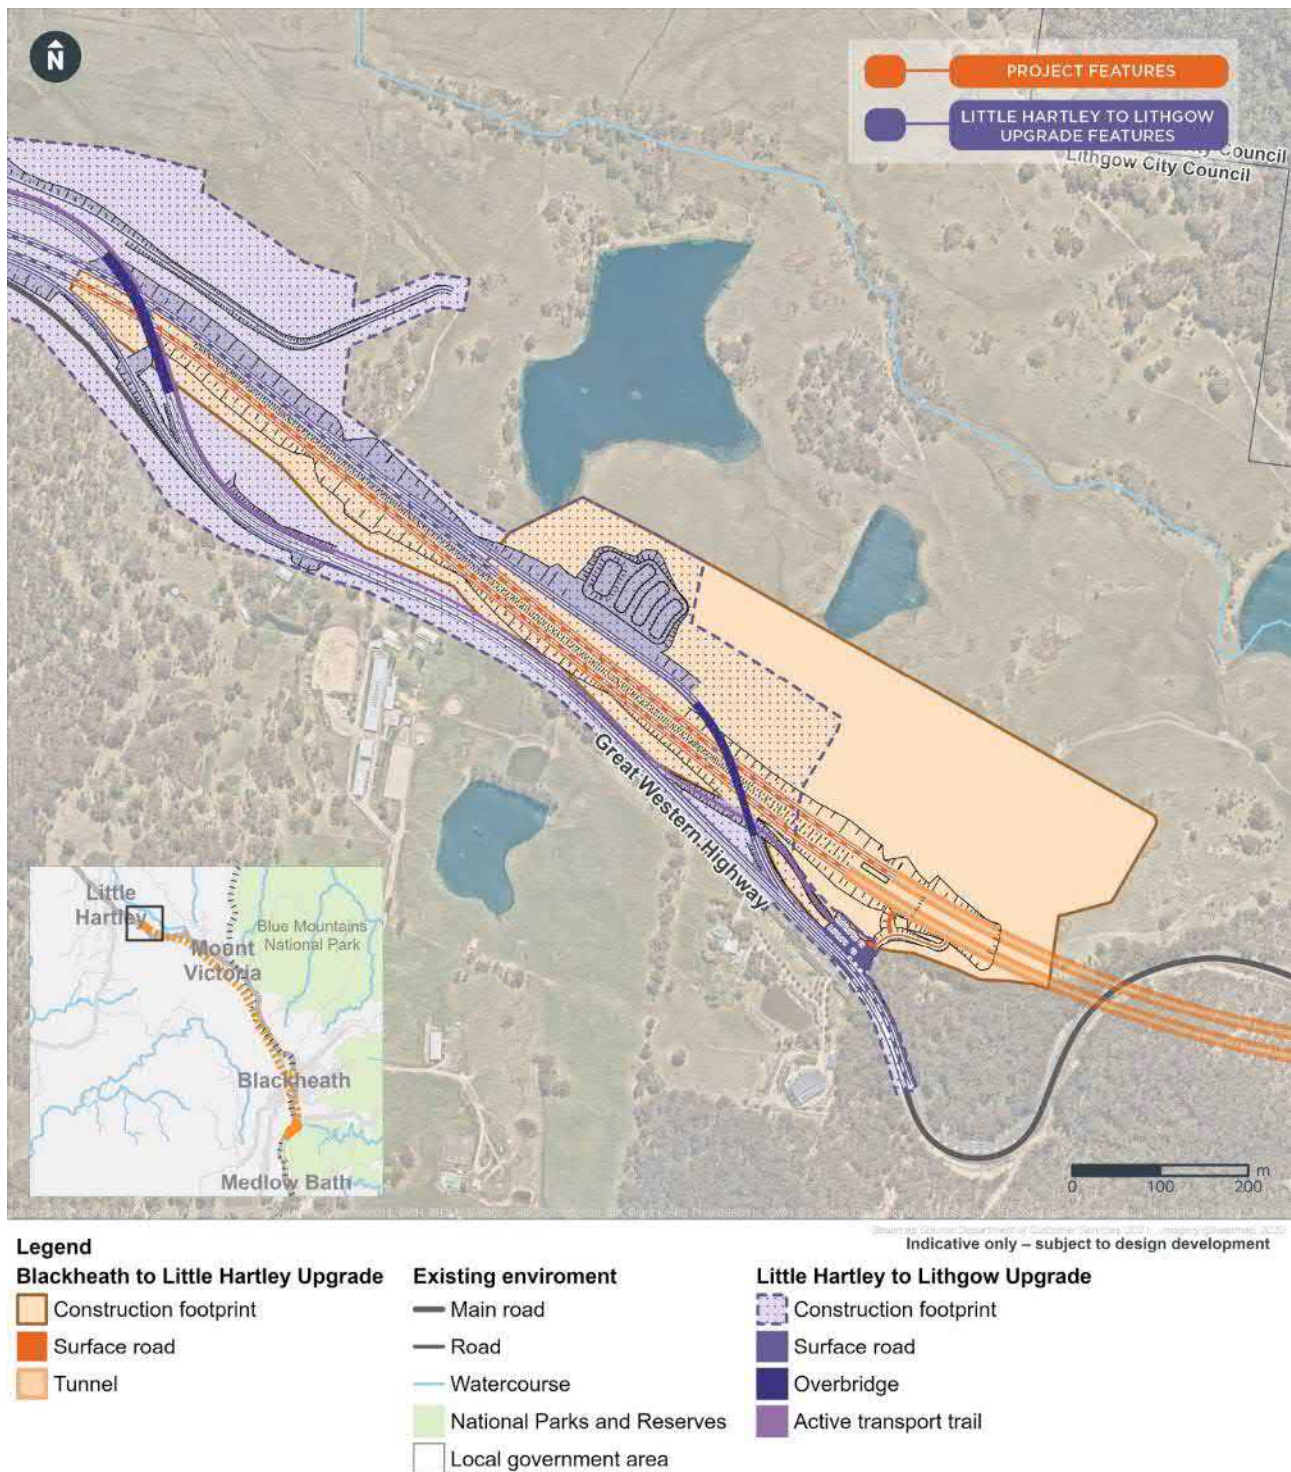 N
PROJECT FEATURES
LITTLE HARTLEY TO LITHGOW
UPGRADE FEATURES
Council
Lithgow City Council
Great Western Highway
Little
Hartley
Blue Mountains
National Park
Mount
Victoria
Blackheath
Medlow Bath
m
0 100 200
Indicative only – subject to design development
Legend
Blackheath to Little Hartley Upgrade
Construction footprint
Surface road
Tunnel
Existing enviroment
Main road
Road
Watercourse
National Parks and Reserves
Local government area
Little Hartley to Lithgow Upgrade
Construction footprint
Surface road
Overbridge
Active transport trail